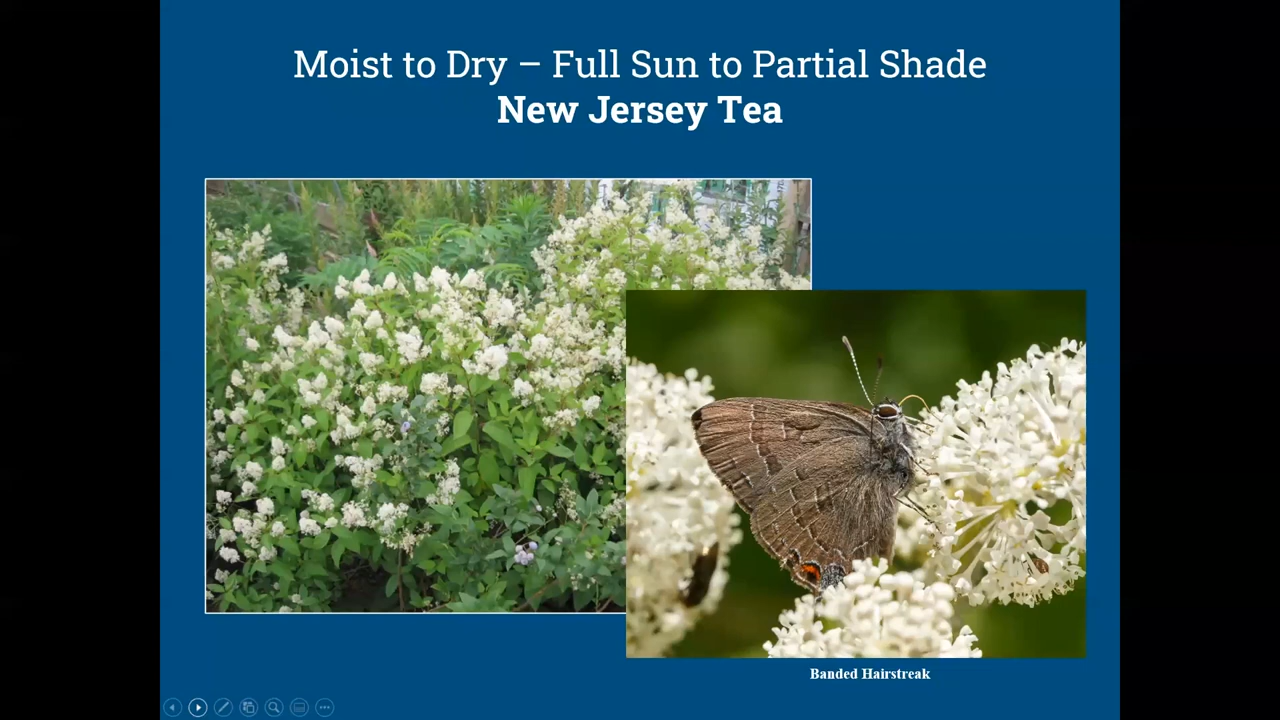 Moist to Dry – Full Sun to Partial Shade
New Jersey Tea
Banded Hairstreak